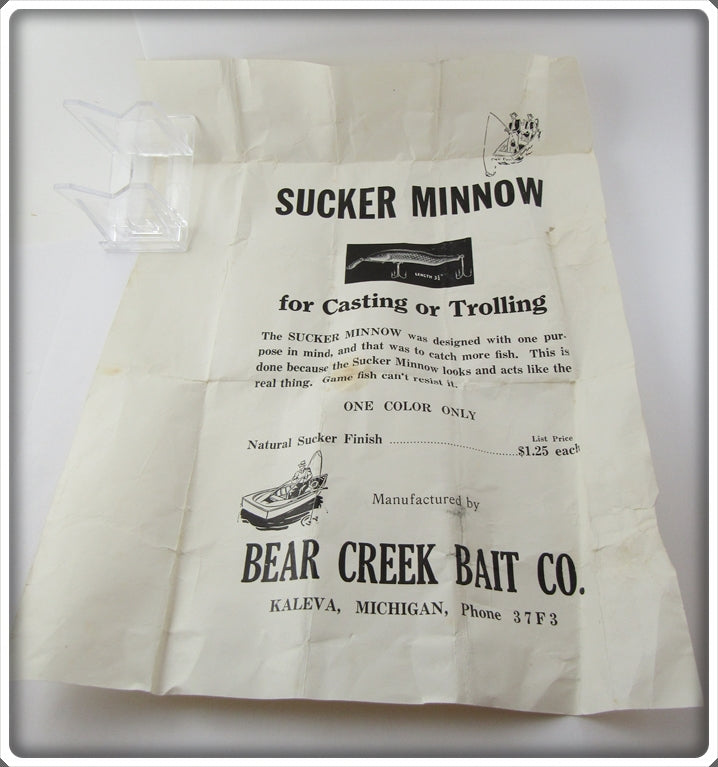 SUCKER MINNOW
LENGTH 3½"
for Casting or Trolling
The SUCKER MINNOW was designed with one pur-
pose in mind, and that was to catch more fish. This is
done because the Sucker Minnow looks and acts like the
real thing. Game fish can't resist it.
ONE COLOR ONLY
List Price
Natural Sucker Finish ........................................$1.25 each
Manufactured by
BEAR CREEK BAIT CO.
KALEVA, MICHIGAN, Phone 37F3